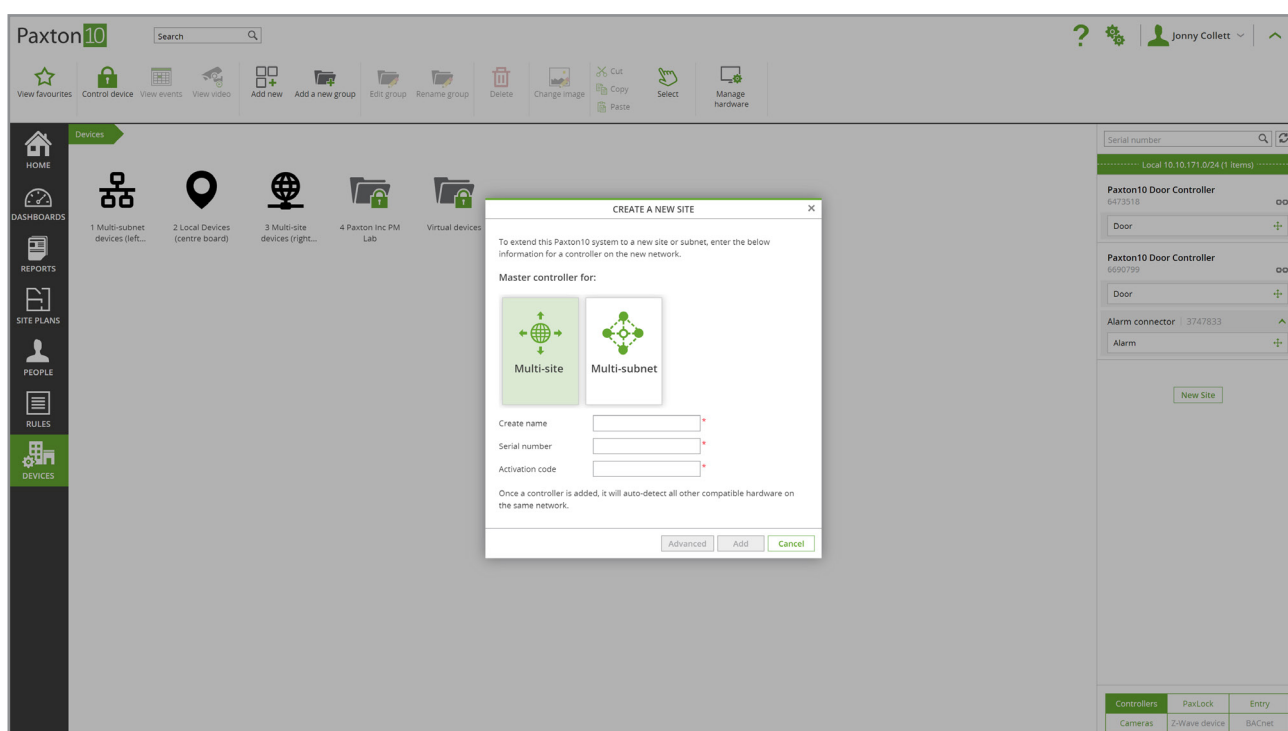 Paxton10
Search
Jonny Collett
View favourites
Control device
View events
View video
Add new
Add a new group
Edit group
Rename group
Delete
Change image
Cut
Copy
Paste
Select
Manage
hardware
HOME
DASHBOARDS
REPORTS
SITE PLANS
PEOPLE
RULES
DEVICES
Devices
1 Multi-subnet
devices (left...
2 Local Devices
(centre board)
3 Multi-site
devices (right...
4 Paxton Inc PM
Lab
Virtual devices
CREATE A NEW SITE
To extend this Paxton10 system to a new site or subnet, enter the below
information for a controller on the new network.
Master controller for:
Multi-site
Multi-subnet
Create name *
Serial number *
Activation code *
Once a controller is added, it will auto-detect all other compatible hardware on
the same network.
Advanced
Add
Cancel
Serial number
Local 10.10.171.0/24 (1 items)
Paxton10 Door Controller
6473518
Door
Paxton10 Door Controller
6690799
Door
Alarm connector | 3747833
Alarm
New Site
Controllers
PaxLock
Entry
Cameras
Z-Wave device
BACnet